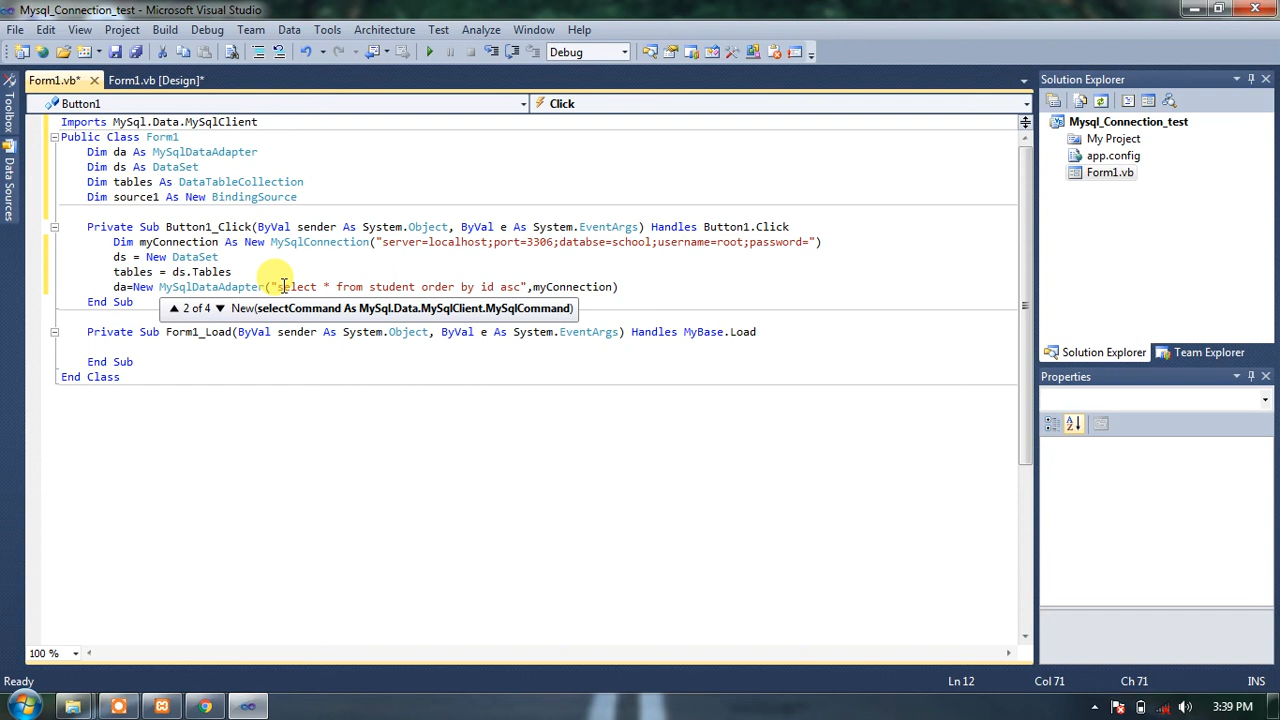 Mysql_Connection_test - Microsoft Visual Studio
File Edit View Project Build Debug Team Data Tools Architecture Test Analyze Window Help
Debug
Form1.vb* Form1.vb [Design]*
Button1 Click
Toolbox
Data Sources
Imports MySql.Data.MySqlClient
Public Class Form1
Dim da As MySqlDataAdapter
Dim ds As DataSet
Dim tables As DataTableCollection
Dim source1 As New BindingSource
Private Sub Button1_Click(ByVal sender As System.Object, ByVal e As System.EventArgs) Handles Button1.Click
Dim myConnection As New MySqlConnection("server=localhost;port=3306;databse=school;username=root;password=")
ds = New DataSet
tables = ds.Tables
da=New MySqlDataAdapter("select * from student order by id asc",myConnection)
End Sub
2 of 4 New(selectCommand As MySql.Data.MySqlClient.MySqlCommand)
Private Sub Form1_Load(ByVal sender As System.Object, ByVal e As System.EventArgs) Handles MyBase.Load
End Sub
End Class
100 %
Solution Explorer
Mysql_Connection_test
My Project
app.config
Form1.vb
Solution Explorer Team Explorer
Properties
Ready Ln 12 Col 71 Ch 71 INS
3:39 PM